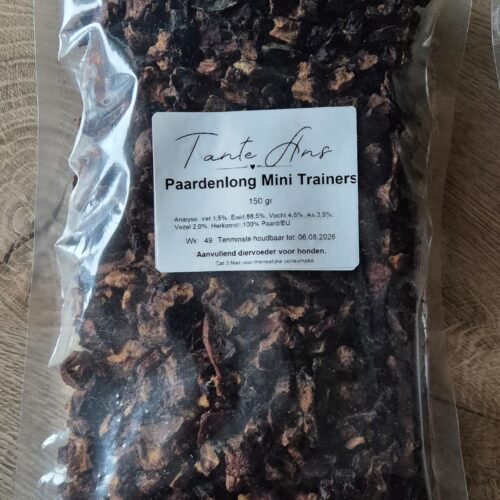 Tante Ans
Paardenlong Mini Trainers
150 gr
Analyse: vet 1,5%, Eiwit 88,5%, Vocht 4,5%, As 3,5%,
Vezel 2,0%. Herkomst: 100% Paard/EU
Wk: 49 Tenminste houdbaar tot: 06.08.2026
Aanvullend diervoeder voor honden.
Cat 3 Niet voor menselijke consumptie